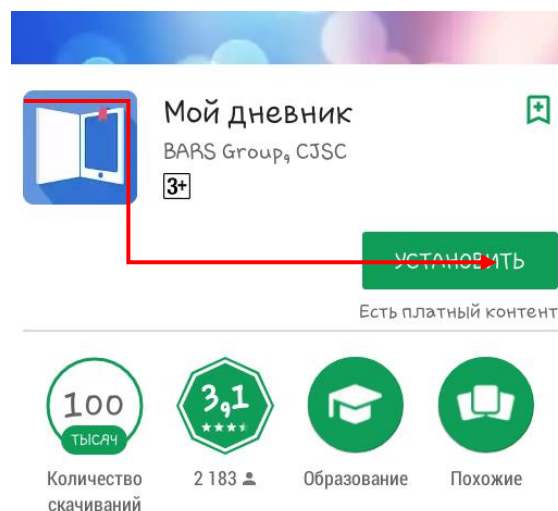 Мой дневник
BARS Group, CJSC
3+
УСТАНОВИТЬ
Есть платный контент
100
ТЫСЯЧ
3,1
2 183
Количество
скачиваний
Образование
Похожие